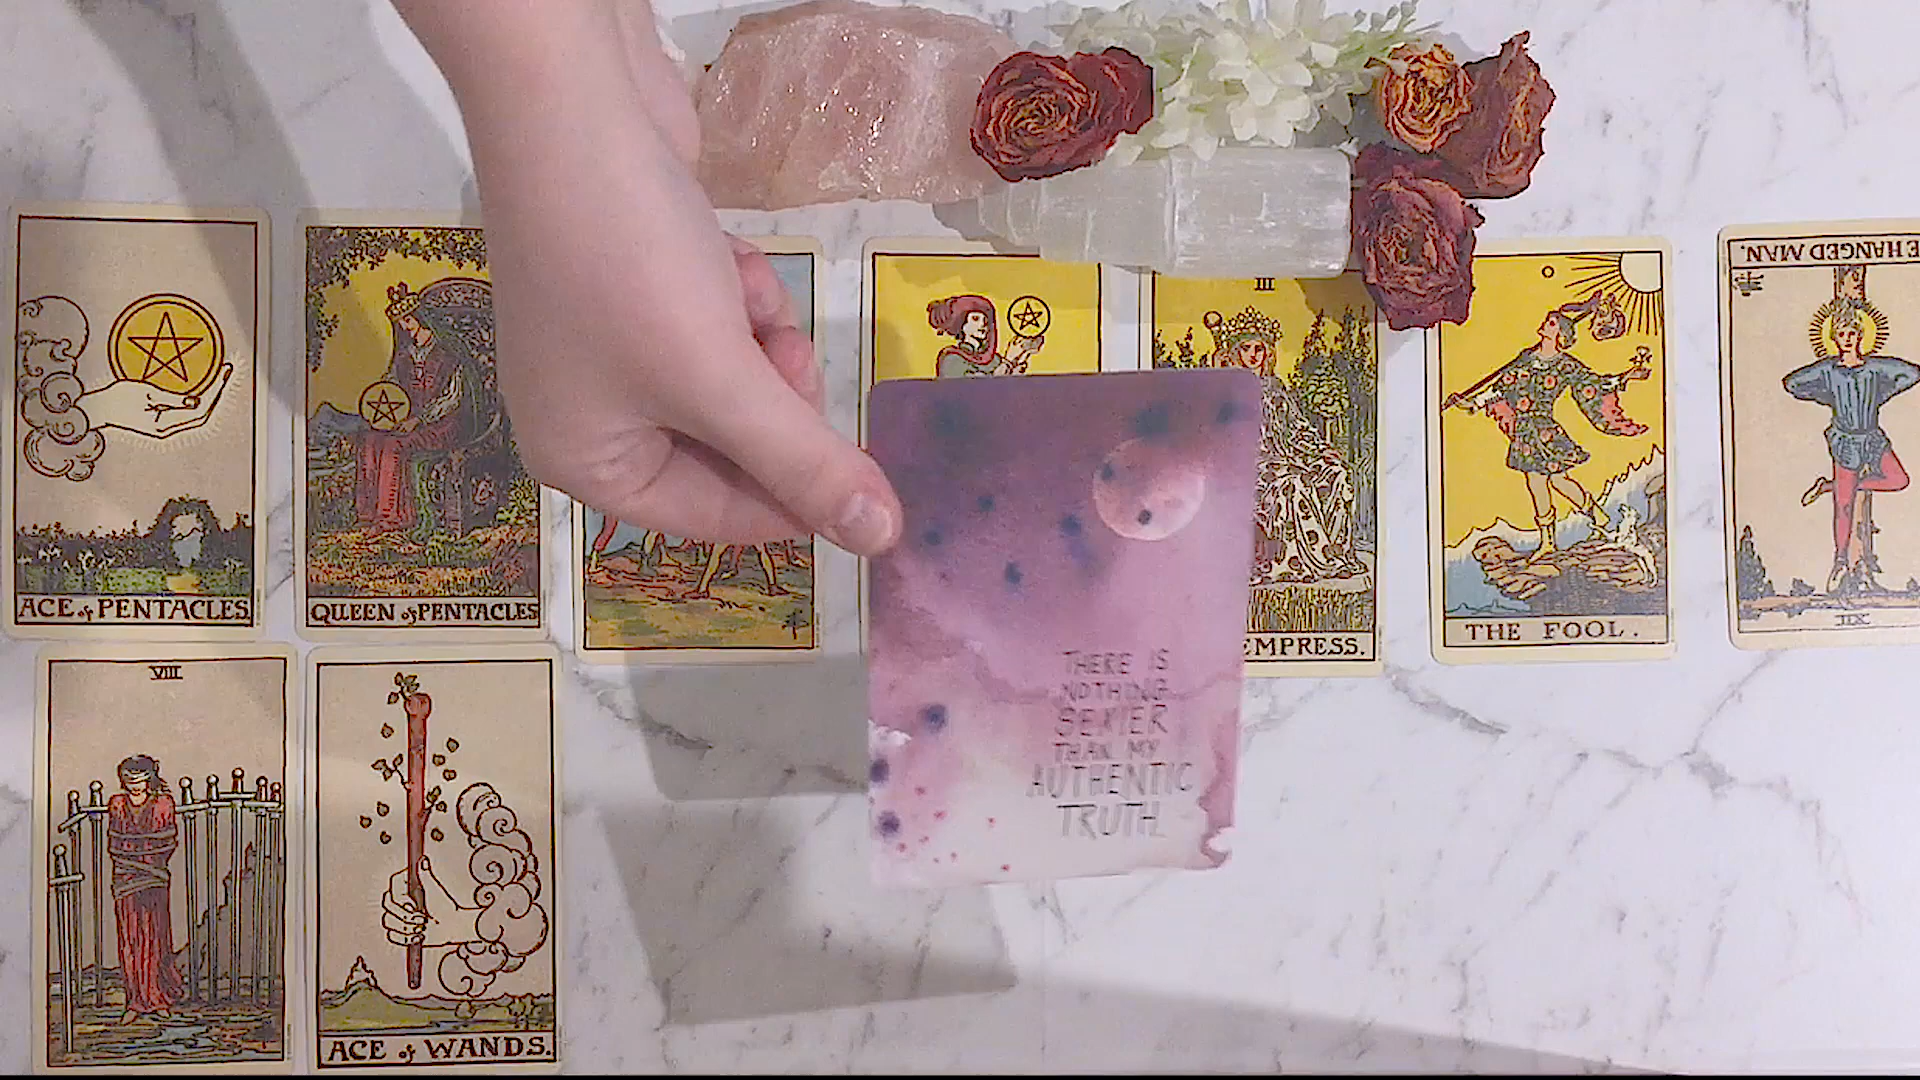 ACE of PENTACLES.
QUEEN of PENTACLES
III
EMPRESS.
THE FOOL.
E HANGED MAN.
XII
VIII
ACE of WANDS.
THERE IS
NOTHING
SEXIER
THAN MY
AUTHENTIC
TRUTH